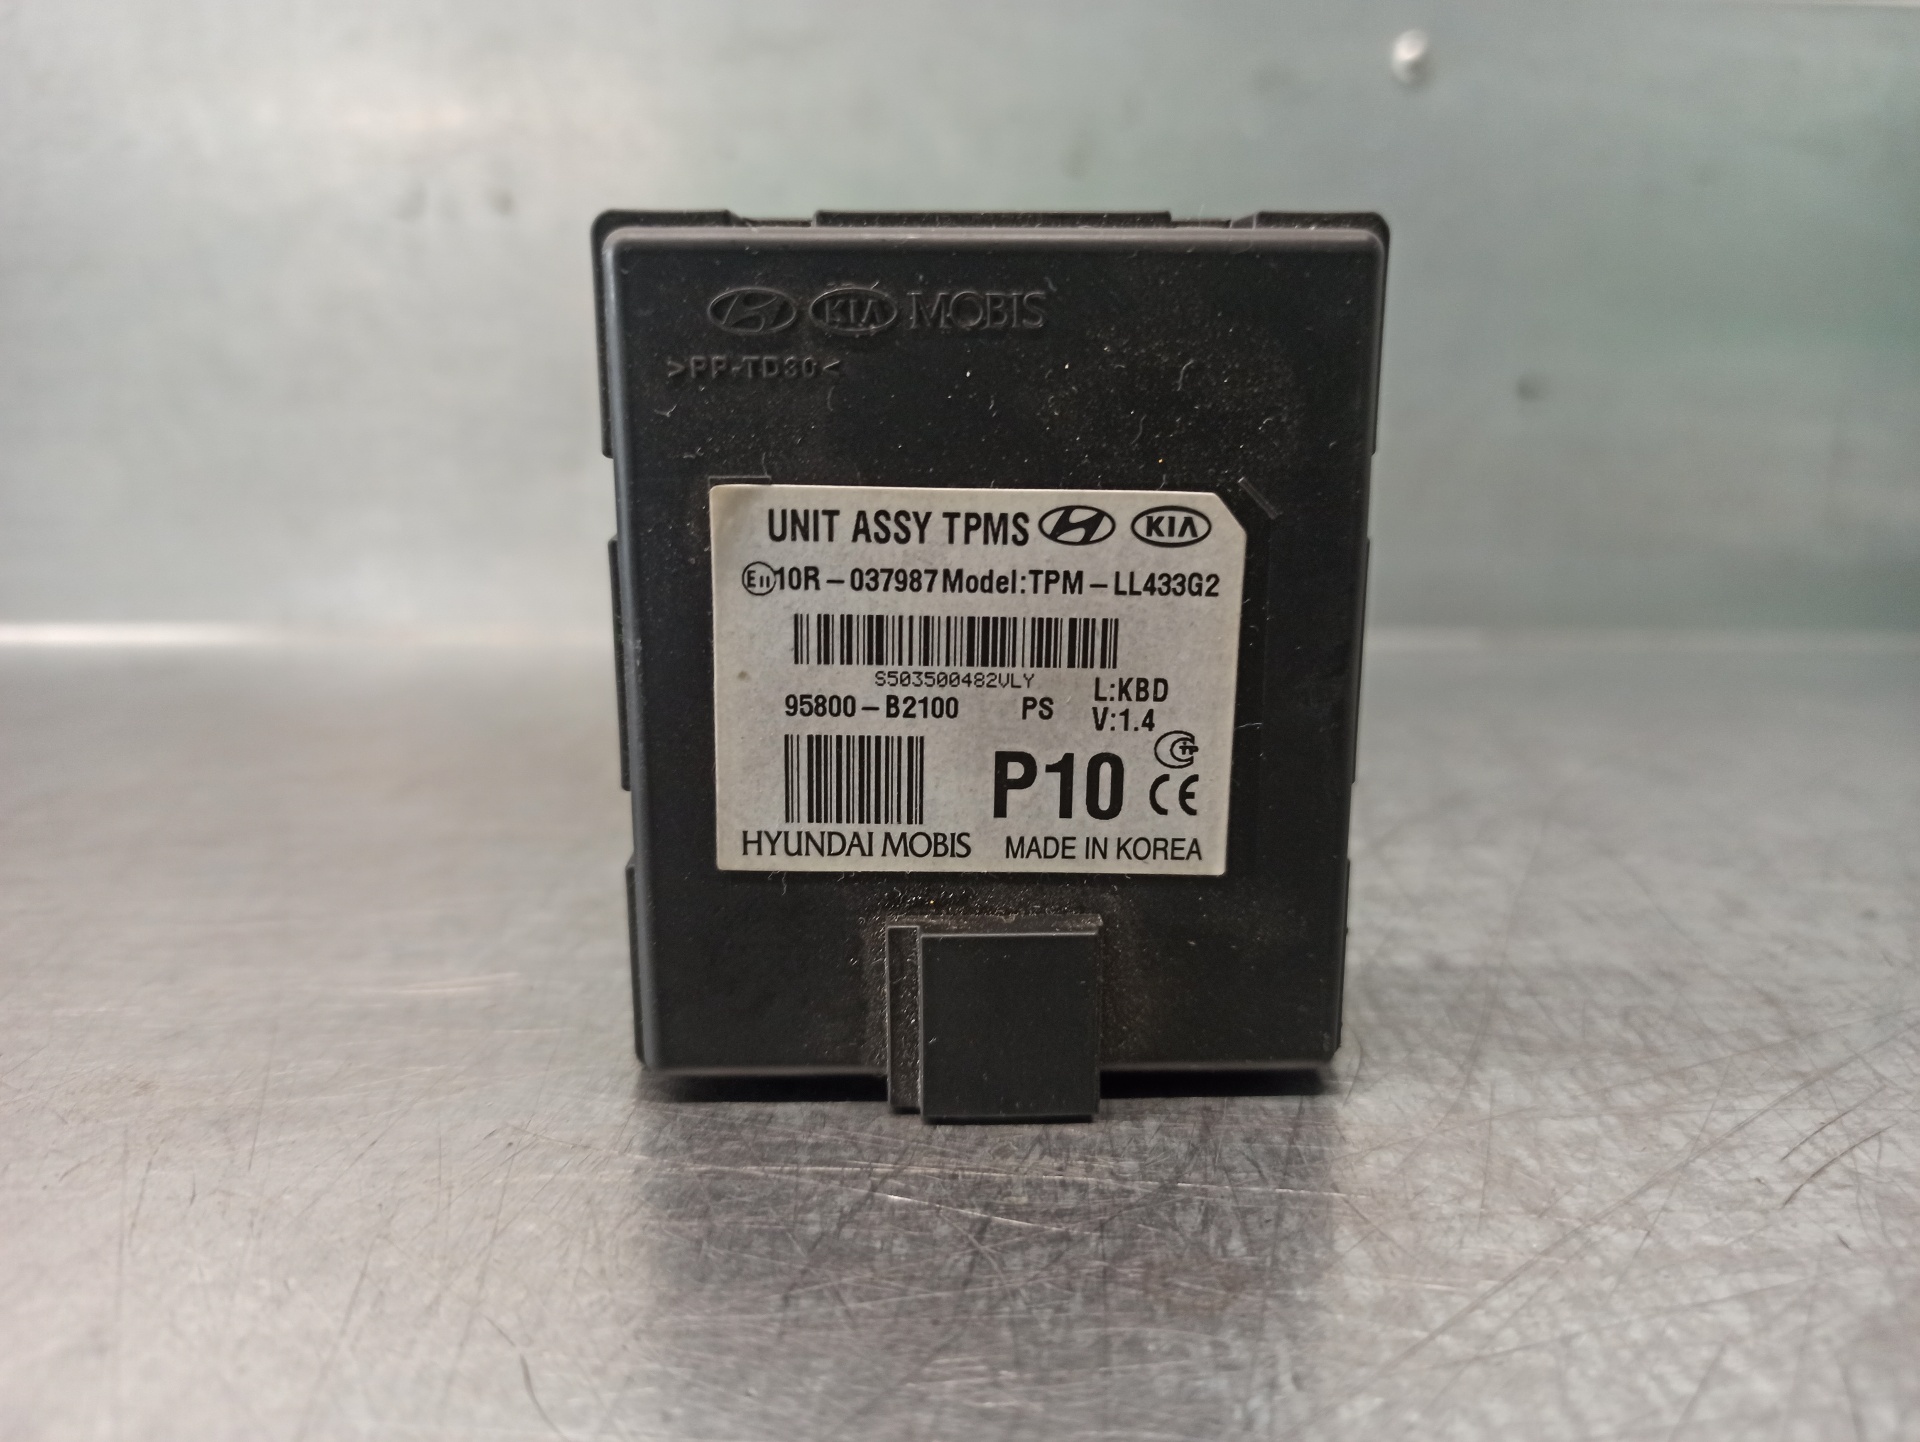 KIA MOBIS
>PP-TD30<
UNIT ASSY TPMS KIA
E11 10R-037987 Model:TPM-LL433G2
S503500482VLY
95800-B2100 PS L:KBD
V:1.4
P10 CE
HYUNDAI MOBIS MADE IN KOREA